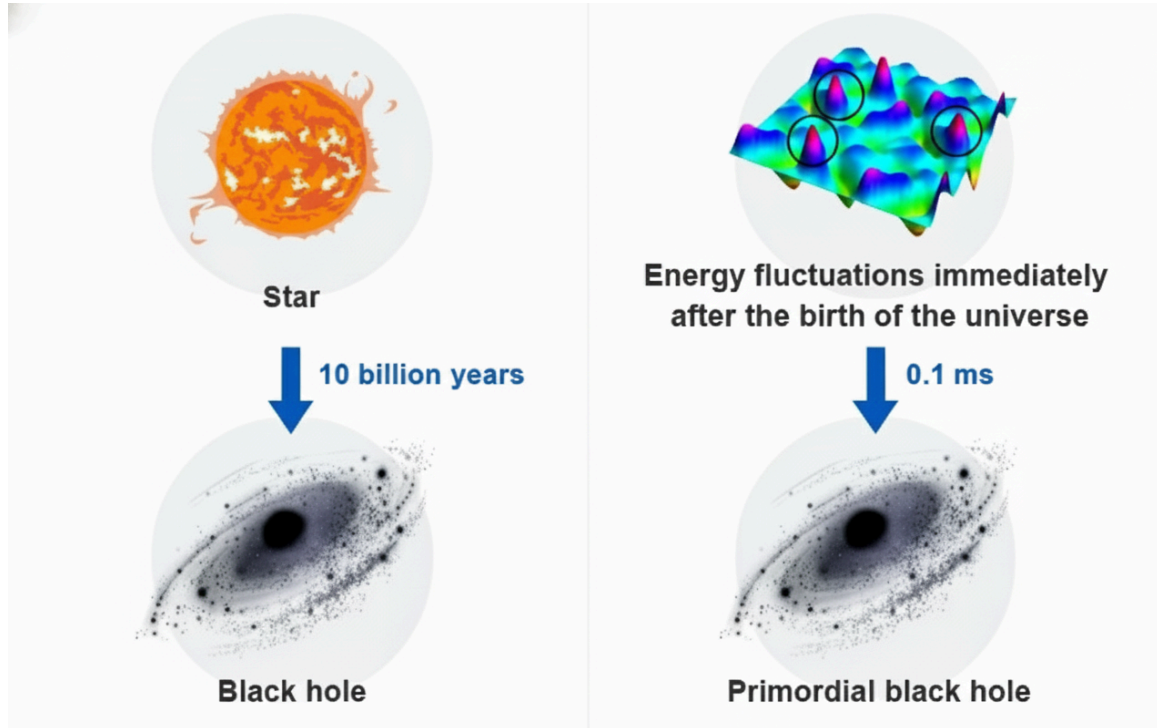 Star
10 billion years
Black hole
Energy fluctuations immediately
after the birth of the universe
0.1 ms
Primordial black hole